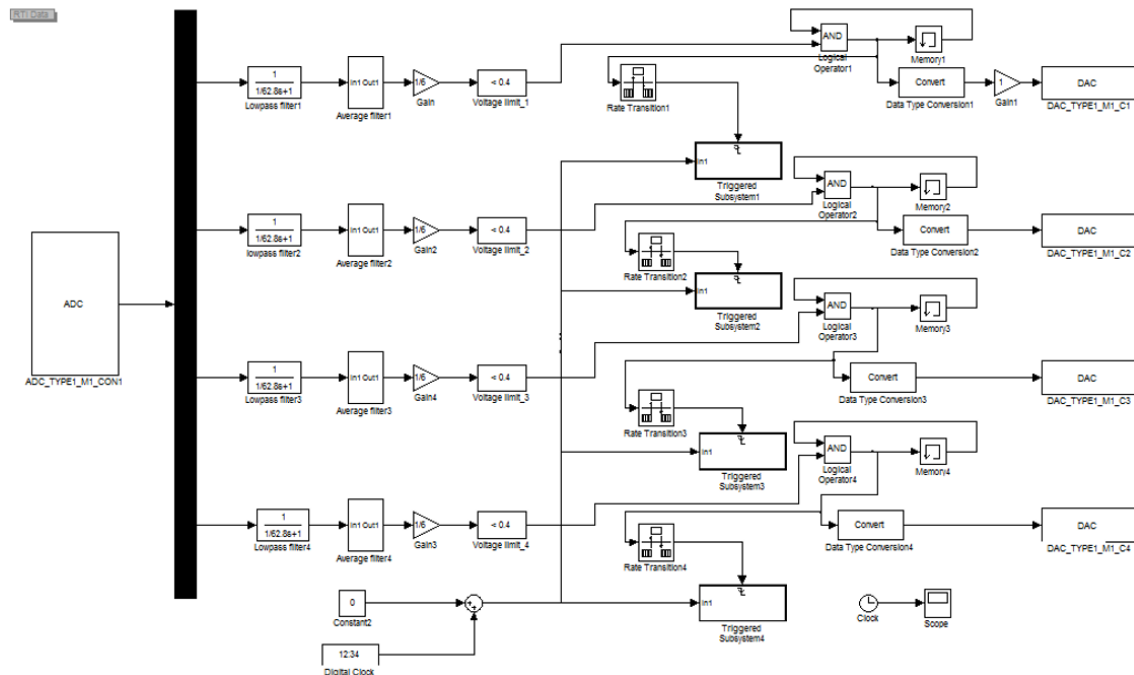 RTI Data
AND
Logical
Operator1
Memory1
1
1/62.8s+1
Lowpass filter1
In1 Out1
Average filter1
1/6
Gain
< 0.4
Voltage limit_1
Rate Transition1
Convert
Data Type Conversion1
1
Gain1
DAC
DAC_TYPE1_M1_C1
In1
Triggered
Subsystem1
AND
Logical
Operator2
Memory2
1
1/62.8s+1
lowpass filter2
In1 Out1
Average filter2
1/6
Gain2
< 0.4
Voltage limit_2
Rate Transition2
Convert
Data Type Conversion2
DAC
DAC_TYPE1_M1_C2
In1
Triggered
Subsystem2
ADC
ADC_TYPE1_M1_CON1
AND
Logical
Operator3
Memory3
1
1/62.8s+1
Lowpass filter3
In1 Out1
Average filter3
1/6
Gain4
< 0.4
Voltage limit_3
Rate Transition3
Convert
Data Type Conversion3
DAC
DAC_TYPE1_M1_C3
In1
Triggered
Subsystem3
AND
Logical
Operator4
Memory4
1
1/62.8s+1
Lowpass filter4
In1 Out1
Average filter4
1/6
Gain3
< 0.4
Voltage limit_4
Rate Transition4
Convert
Data Type Conversion4
DAC
DAC_TYPE1_M1_C4
In1
Triggered
Subsystem4
0
Constant2
12:34
Digital Clock
Clock
Scope